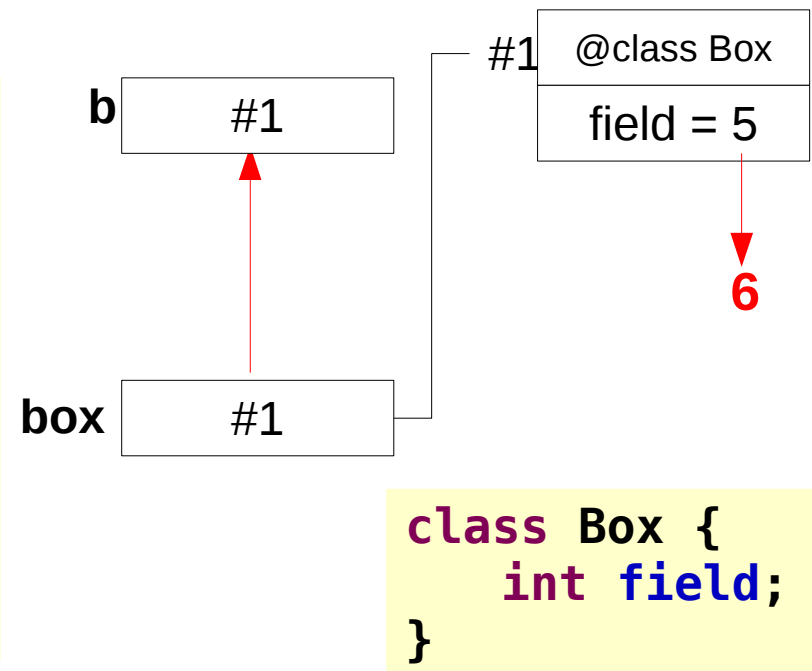 #1 @class Box
b #1
field = 5
6
box #1
class Box {
    int field;
}